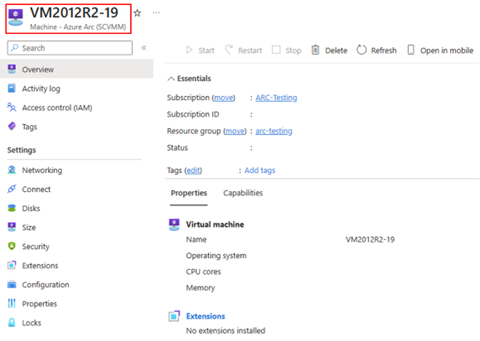 VM2012R2-19
Machine - Azure Arc (SCVMM)
Search
Overview
Activity log
Access control (IAM)
Tags
Settings
Networking
Connect
Disks
Size
Security
Extensions
Configuration
Properties
Locks
Start Restart Stop Delete Refresh Open in mobile
Essentials
Subscription (move) : ARC-Testing
Subscription ID :
Resource group (move) : arc-testing
Status :
Tags (edit) : Add tags
Properties Capabilities
Virtual machine
Name VM2012R2-19
Operating system
CPU cores
Memory
Extensions
No extensions installed